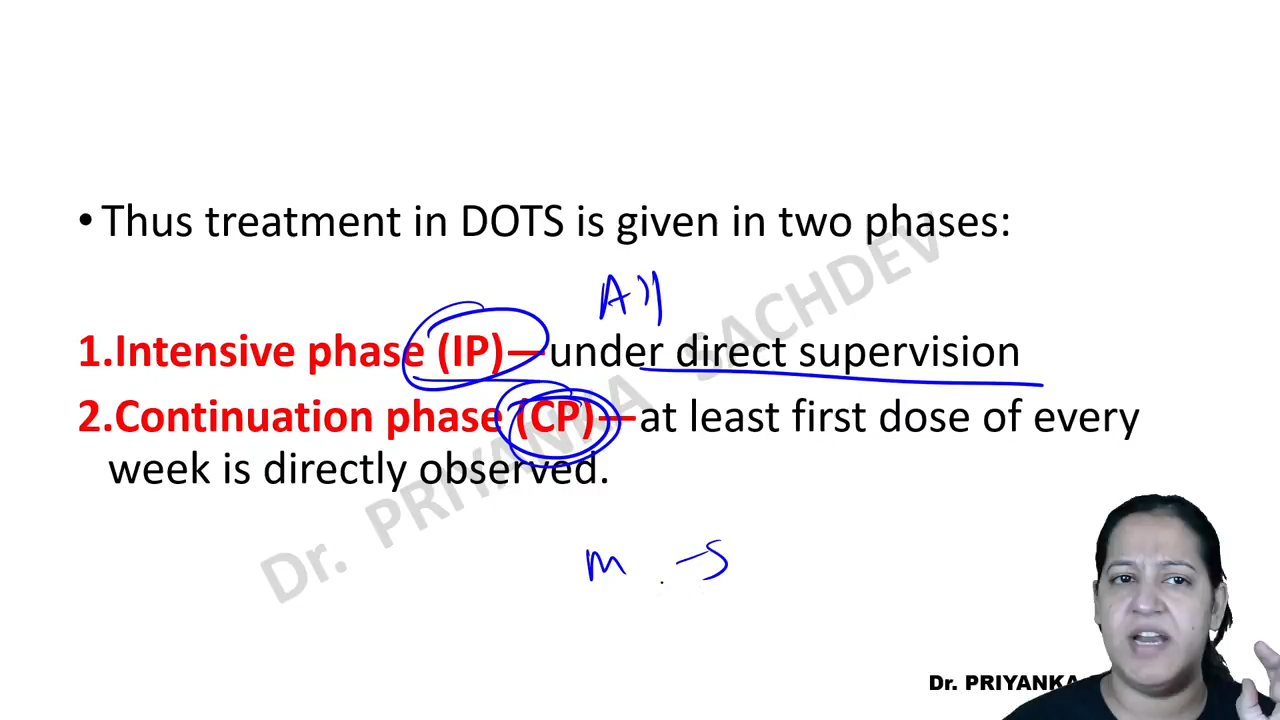 • Thus treatment in DOTS is given in two phases:
All
1.Intensive phase (IP)—under direct supervision
2.Continuation phase (CP)—at least first dose of every
week is directly observed.
M - S
Dr. PRIYANKA SACHDEV
Dr. PRIYANKA